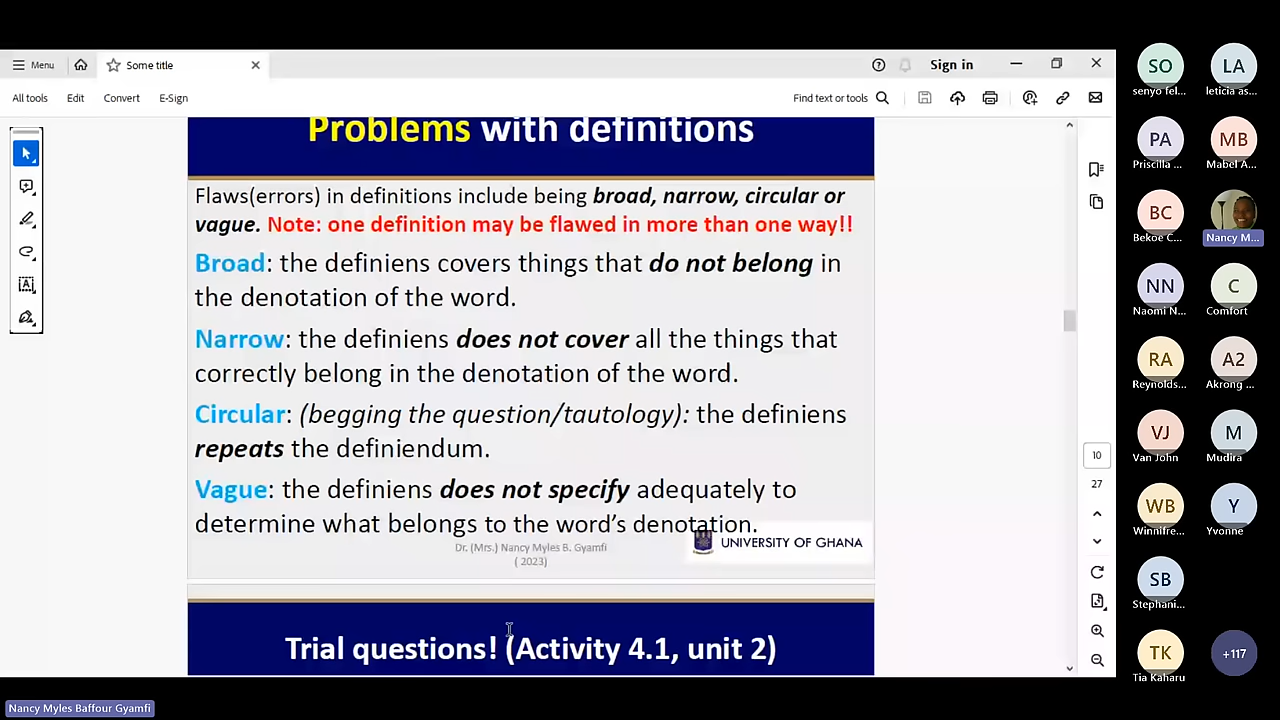 Menu
Some title
Sign in
All tools
Edit
Convert
E-Sign
Find text or tools
Problems with definitions
Flaws(errors) in definitions include being broad, narrow, circular or
vague. Note: one definition may be flawed in more than one way!!
Broad: the definiens covers things that do not belong in
the denotation of the word.
Narrow: the definiens does not cover all the things that
correctly belong in the denotation of the word.
Circular: (begging the question/tautology): the definiens
repeats the definiendum.
Vague: the definiens does not specify adequately to
determine what belongs to the word's denotation.
Dr. (Mrs.) Nancy Myles B. Gyamfi
( 2023)
UNIVERSITY OF GHANA
Trial questions! (Activity 4.1, unit 2)
10
27
SO
senyo fel...
LA
leticia as...
PA
Priscilla ...
MB
Mabel A...
BC
Bekoe C...
Nancy M...
NN
Naomi N...
C
Comfort
RA
Reynolds...
A2
Akrong ...
VJ
Van John
M
Mudira
WB
Winnifre...
Y
Yvonne
SB
Stephani...
TK
Tia Kaharu
+117
Nancy Myles Baffour Gyamfi